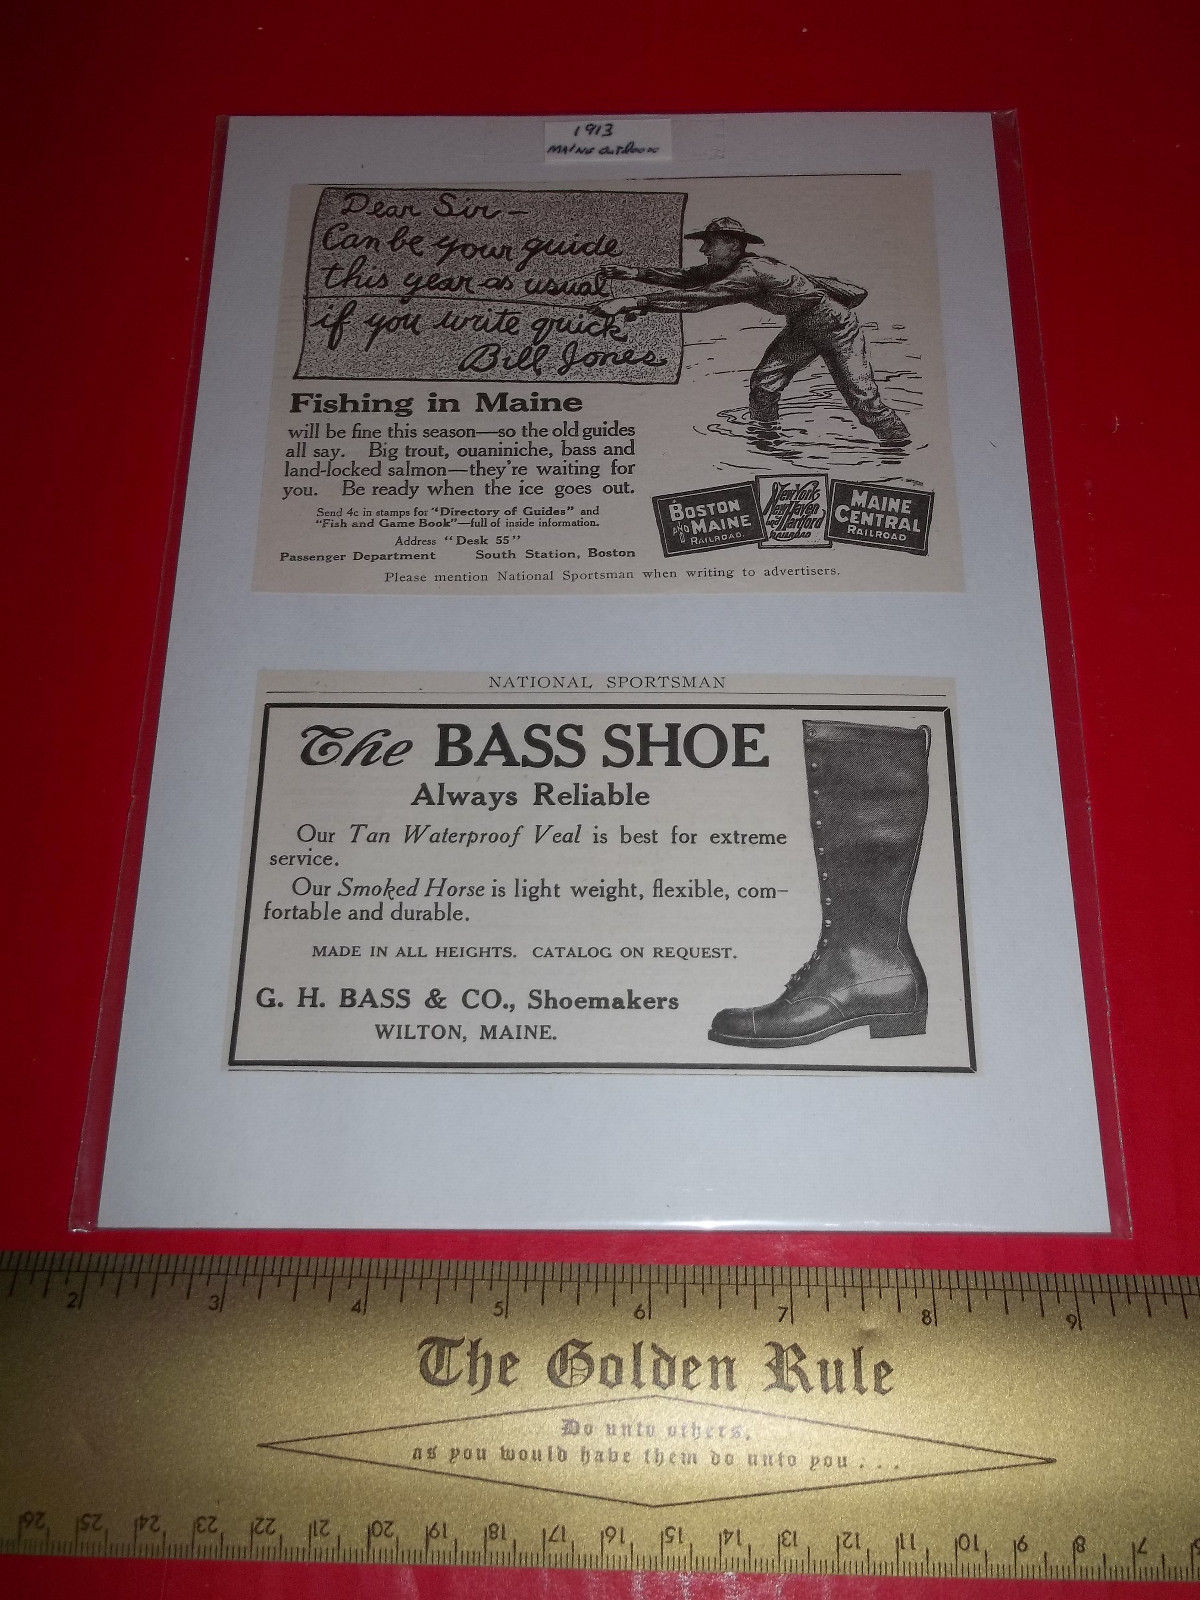 1913
MAINE Outdoors
Dear Sir—
Can be your guide
this year as usual
if you write quick
Bill Jones
Fishing in Maine
will be fine this season—so the old guides
all say. Big trout, ouaniniche, bass and
land-locked salmon—they're waiting for
you. Be ready when the ice goes out.
Send 4c in stamps for "Directory of Guides" and
"Fish and Game Book"—full of inside information.
Address "Desk 55"
Passenger Department South Station, Boston
BOSTON
AND MAINE
RAILROAD.
New York
New Haven
and Hartford
RAILROAD
MAINE
CENTRAL
RAILROAD
Please mention National Sportsman when writing to advertisers.
NATIONAL SPORTSMAN
The BASS SHOE
Always Reliable
Our Tan Waterproof Veal is best for extreme
service.
Our Smoked Horse is light weight, flexible, com-
fortable and durable.
MADE IN ALL HEIGHTS. CATALOG ON REQUEST.
G. H. BASS & CO., Shoemakers
WILTON, MAINE.
2 3 4 5 6 7 8 9
The Golden Rule
Do unto others,
as you would have them do unto you . . .
26 25 24 23 22 21 20 19 18 17 16 15 14 13 12 11 10 9 8 7